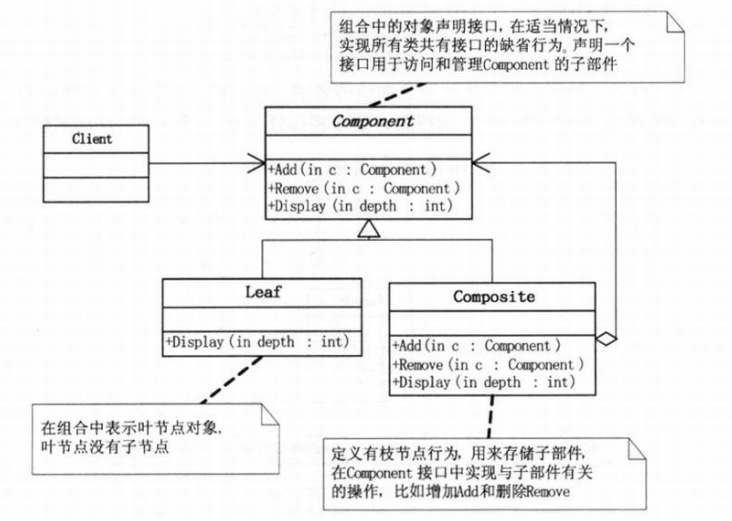 组合中的对象声明接口，在适当情况下，
实现所有类共有接口的缺省行为。声明一个
接口用于访问和管理Component 的子部件
Client
Component
+Add(in c : Component)
+Remove(in c : Component)
+Display(in depth : int)
Leaf
+Display(in depth : int)
Composite
+Add(in c : Component)
+Remove(in c : Component)
+Display(in depth : int)
在组合中表示叶节点对象，
叶节点没有子节点
定义有枝节点行为，用来存储子部件，
在Component 接口中实现与子部件有关
的操作，比如增加Add和删除Remove